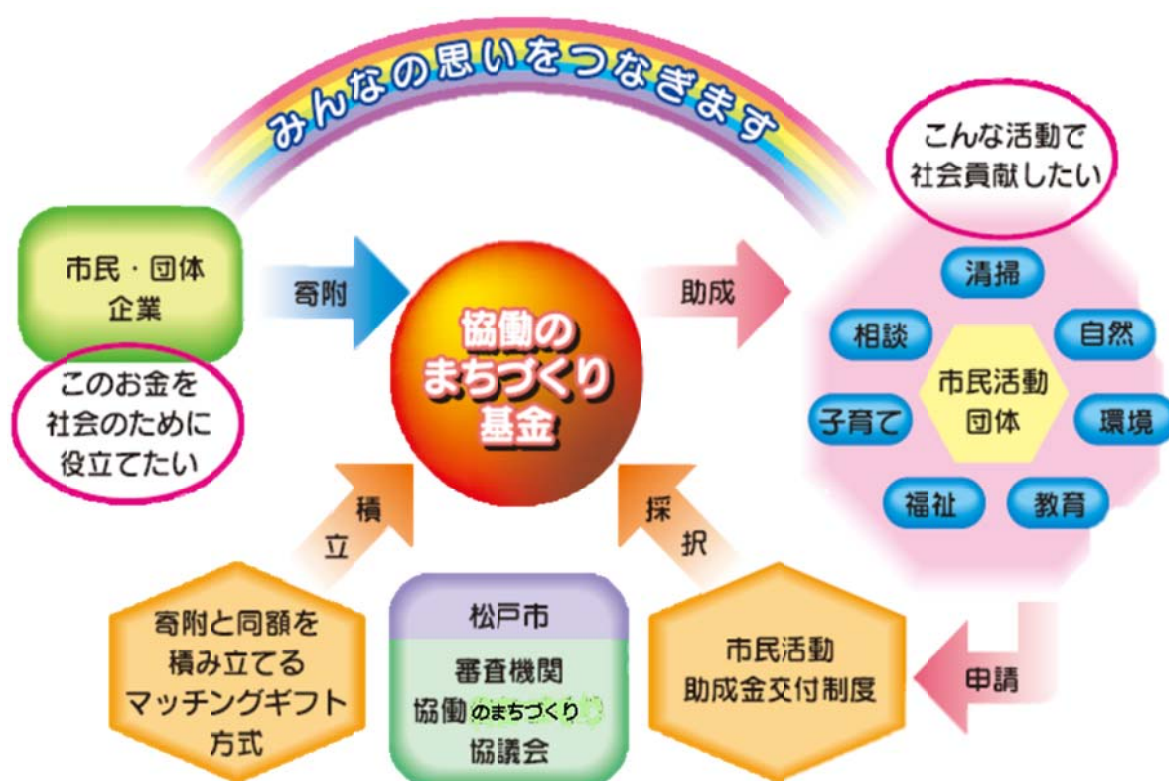 みんなの思いをつなぎます
こんな活動で
社会貢献したい
市民・団体
企業
このお金を
社会のために
役立てたい
寄附
協働の
まちづくり
基金
助成
清掃
相談
自然
子育て
環境
福祉
教育
市民活動
団体
積立
採択
寄附と同額を
積み立てる
マッチングギフト
方式
松戸市
審査機関
協働のまちづくり
協議会
市民活動
助成金交付制度
申請